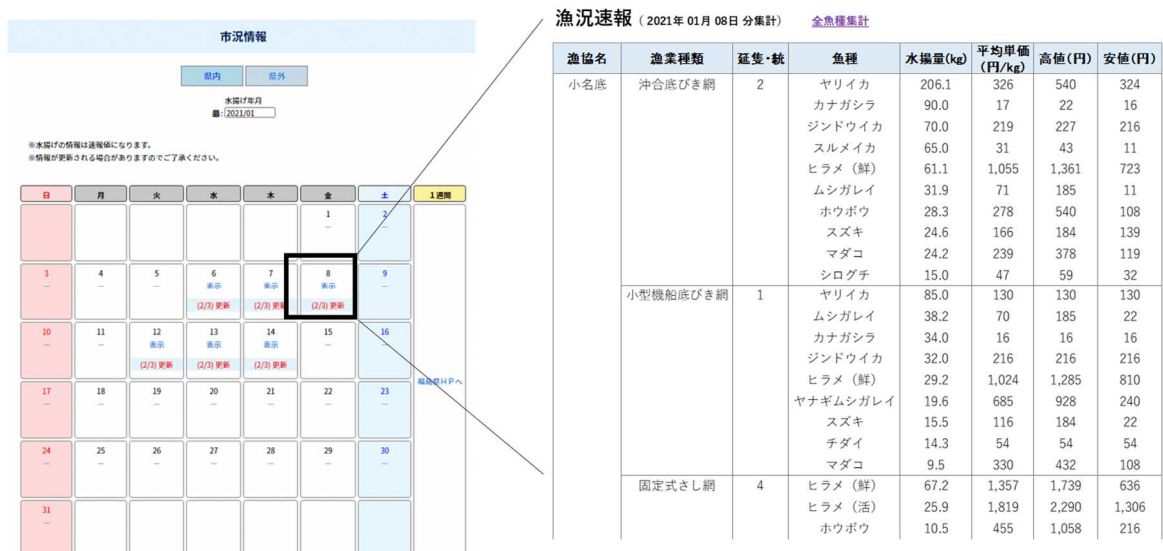 市況情報
県内 県外
水揚げ年月
: 2021/01
※水揚げの情報は速報値になります。
※情報が更新される場合がありますのでご了承ください。
日 月 火 水 木 金 土 1週間
1 2
-- --
3 4 5 6 7 8 9
-- -- -- 表示 表示 表示 --
(2/3) 更新 (2/3) 更新 (2/3) 更新
10 11 12 13 14 15 16
-- -- 表示 表示 表示 -- --
(2/3) 更新 (2/3) 更新 (2/3) 更新
福島県HPへ
17 18 19 20 21 22 23
-- -- -- -- -- -- --
24 25 26 27 28 29 30
-- -- -- -- -- -- --
31
--
漁況速報 ( 2021年 01月 08日 分集計) 全魚種集計
漁協名 漁業種類 延隻・統 魚種 水揚量(kg) 平均単価(円/kg) 高値(円) 安値(円)
小名底 沖合底びき網 2 ヤリイカ 206.1 326 540 324
カナガシラ 90.0 17 22 16
ジンドウイカ 70.0 219 227 216
スルメイカ 65.0 31 43 11
ヒラメ(鮮) 61.1 1,055 1,361 723
ムシガレイ 31.9 71 185 11
ホウボウ 28.3 278 540 108
スズキ 24.6 166 184 139
マダコ 24.2 239 378 119
シログチ 15.0 47 59 32
小型機船底びき網 1 ヤリイカ 85.0 130 130 130
ムシガレイ 38.2 70 185 22
カナガシラ 34.0 16 16 16
ジンドウイカ 32.0 216 216 216
ヒラメ(鮮) 29.2 1,024 1,285 810
ヤナギムシガレイ 19.6 685 928 240
スズキ 15.5 116 184 22
チダイ 14.3 54 54 54
マダコ 9.5 330 432 108
固定式さし網 4 ヒラメ(鮮) 67.2 1,357 1,739 636
ヒラメ(活) 25.9 1,819 2,290 1,306
ホウボウ 10.5 455 1,058 216